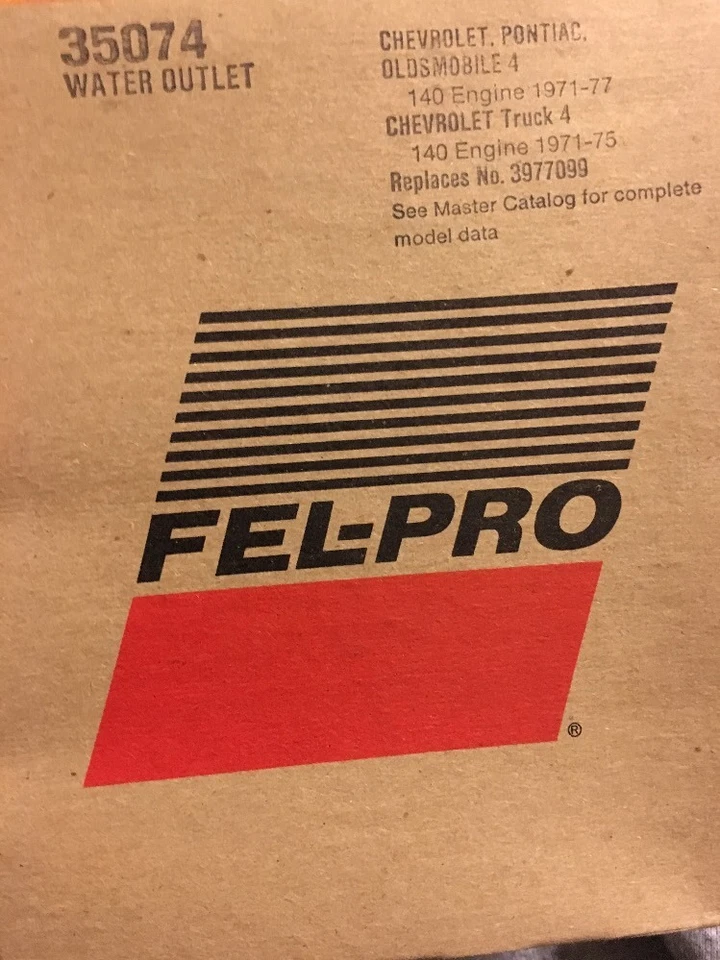 35074
WATER OUTLET
CHEVROLET, PONTIAC,
OLDSMOBILE 4
140 Engine 1971-77
CHEVROLET Truck 4
140 Engine 1971-75
Replaces No. 3977099
See Master Catalog for complete
model data
FEL-PRO
®